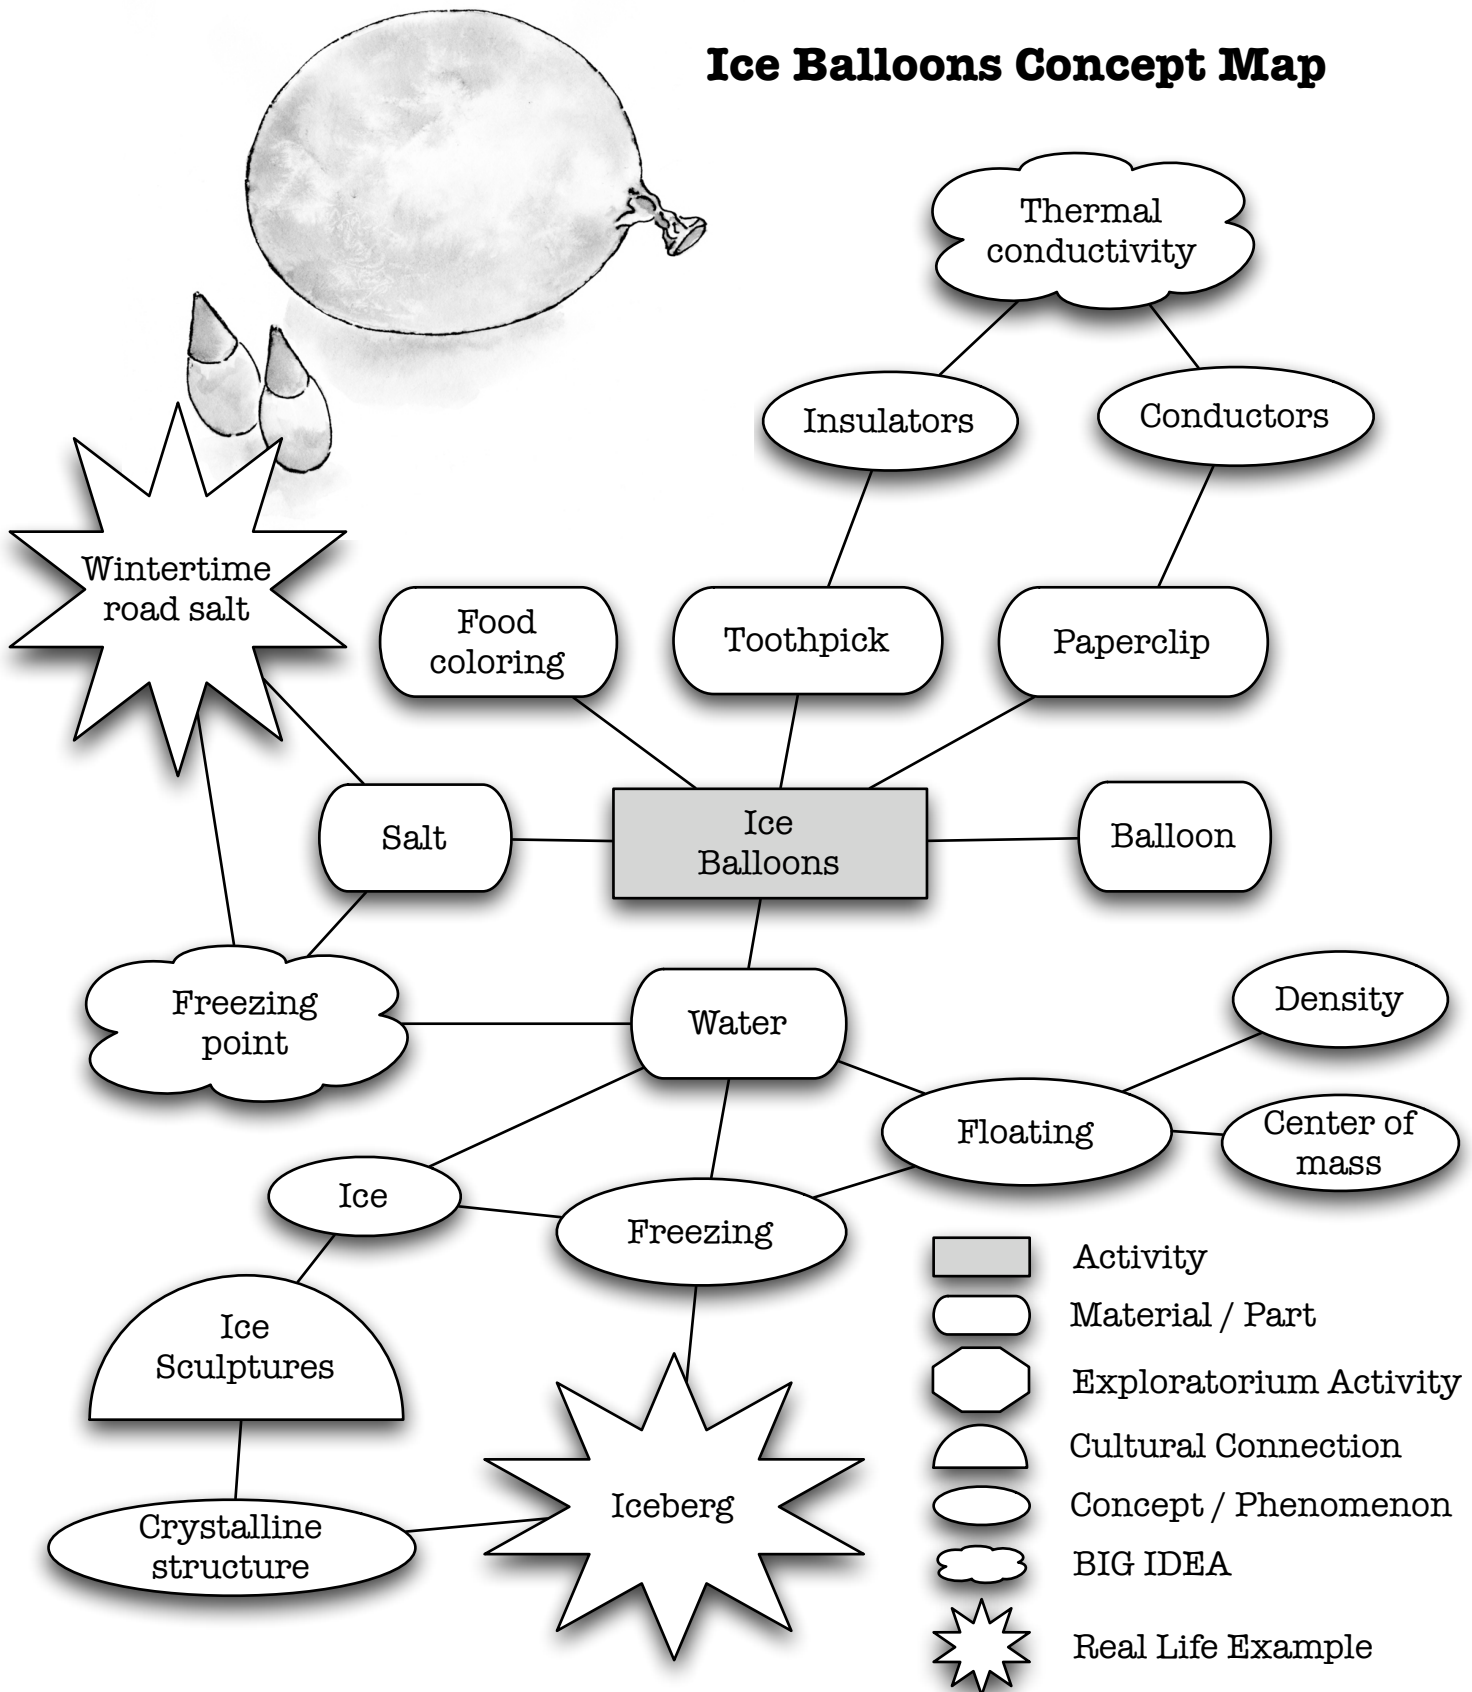 Ice Balloons Concept Map
Thermal
conductivity
Insulators
Conductors
Wintertime
road salt
Food
coloring
Toothpick
Paperclip
Salt
Ice
Balloons
Balloon
Freezing
point
Water
Density
Floating
Center of
mass
Ice
Freezing
Ice
Sculptures
Crystalline
structure
Iceberg
Activity
Material / Part
Exploratorium Activity
Cultural Connection
Concept / Phenomenon
BIG IDEA
Real Life Example